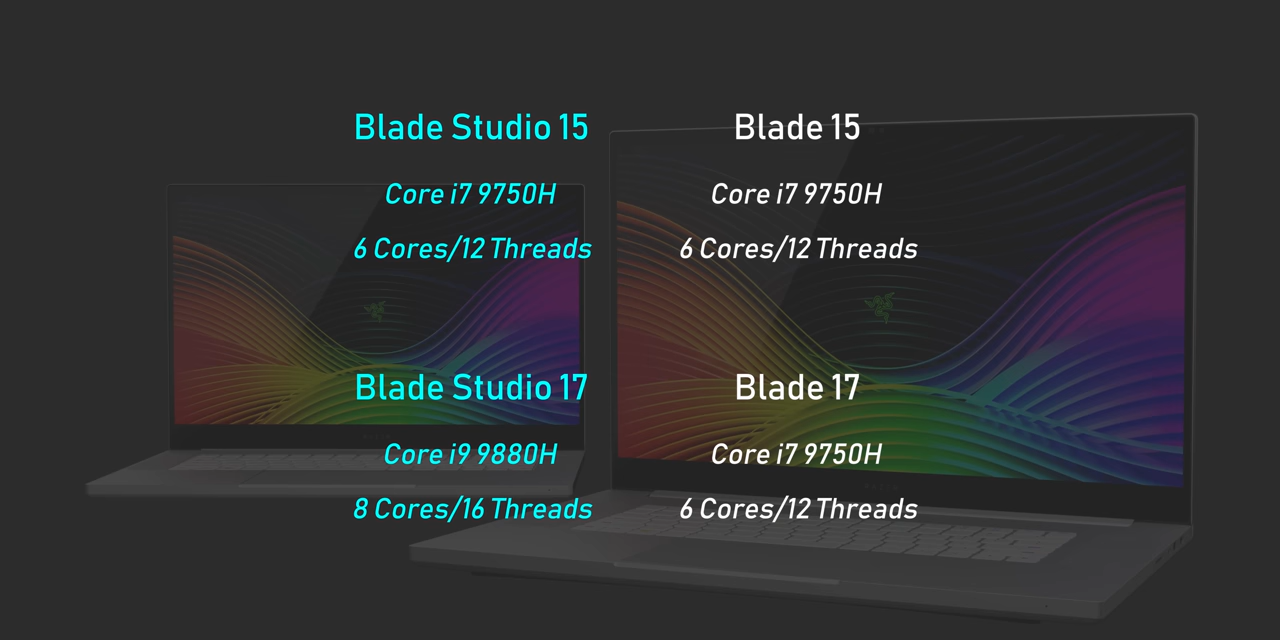 Blade Studio 15
Blade 15
Core i7 9750H
Core i7 9750H
6 Cores/12 Threads
6 Cores/12 Threads
Blade Studio 17
Blade 17
Core i9 9880H
Core i7 9750H
8 Cores/16 Threads
6 Cores/12 Threads